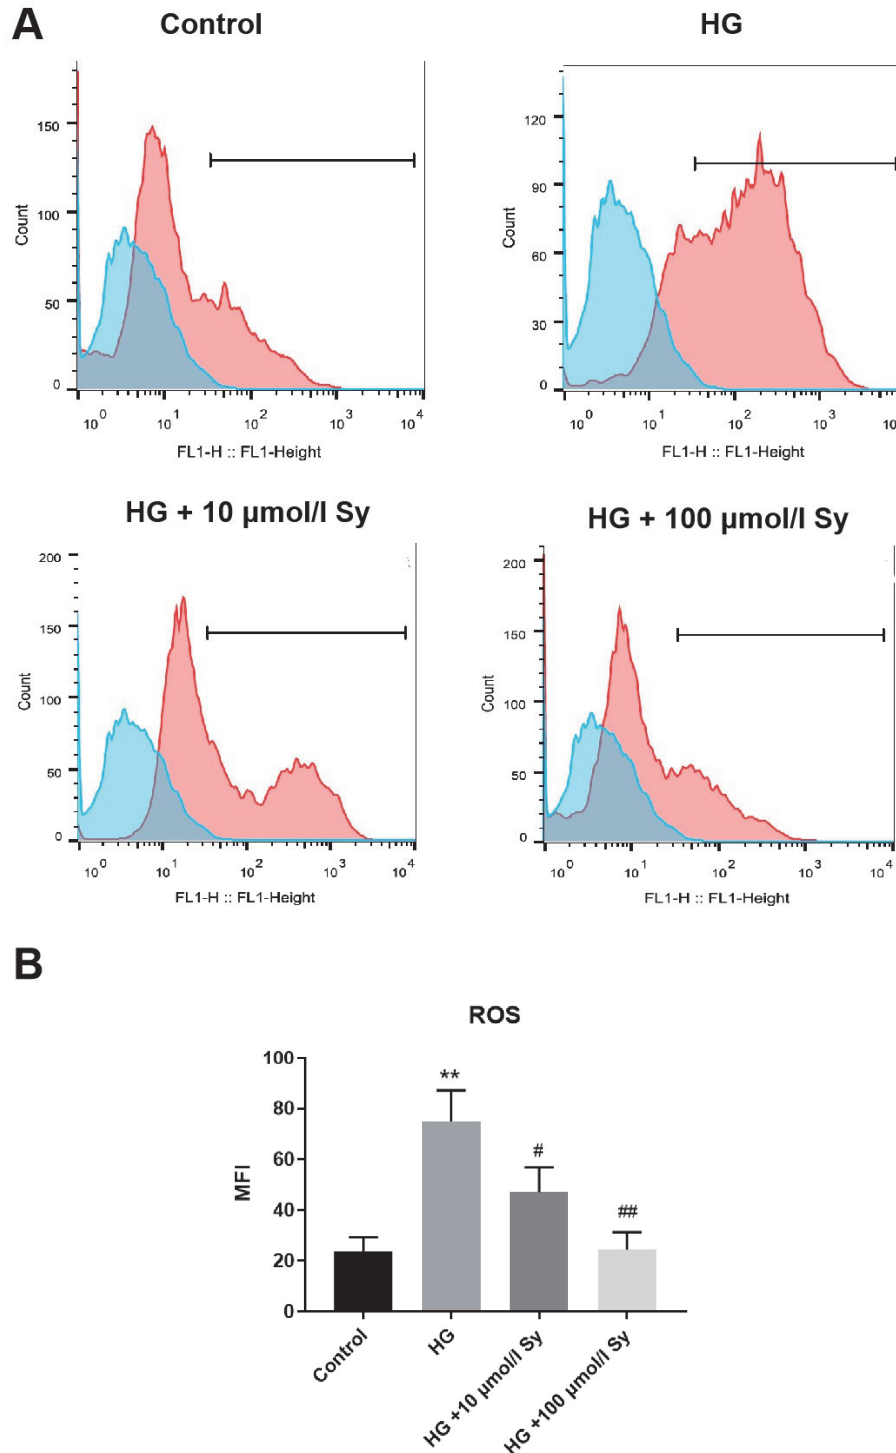 A
Control
HG
150
100
50
0
Count
10^0 10^1 10^2 10^3 10^4
FL1-H :: FL1-Height
120
90
60
30
0
Count
10^0 10^1 10^2 10^3
FL1-H :: FL1-Height
HG + 10 μmol/l Sy
HG + 100 μmol/l Sy
200
150
100
50
0
Count
10^0 10^1 10^2 10^3 10^4
FL1-H :: FL1-Height
200
150
100
50
0
Count
10^0 10^1 10^2 10^3 10^4
FL1-H :: FL1-Height
B
ROS
100
80
60
40
20
0
MFI
**
#
##
Control
HG
HG +10 μmol/l Sy
HG +100 μmol/l Sy